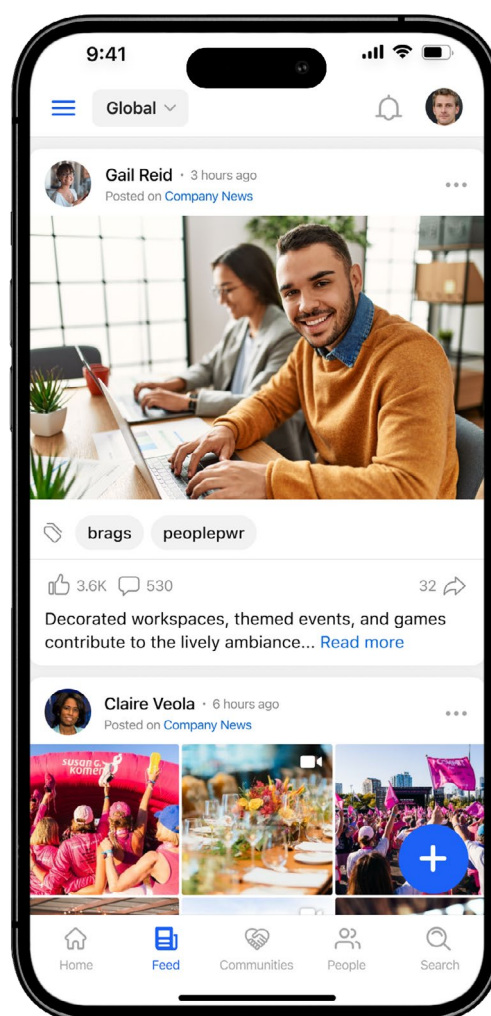 9:41
Global
Gail Reid • 3 hours ago
Posted on Company News
brags peoplepwr
3.6K 530 32
Decorated workspaces, themed events, and games
contribute to the lively ambiance... Read more
Claire Veola • 6 hours ago
Posted on Company News
susan g.
komen
Home Feed Communities People Search